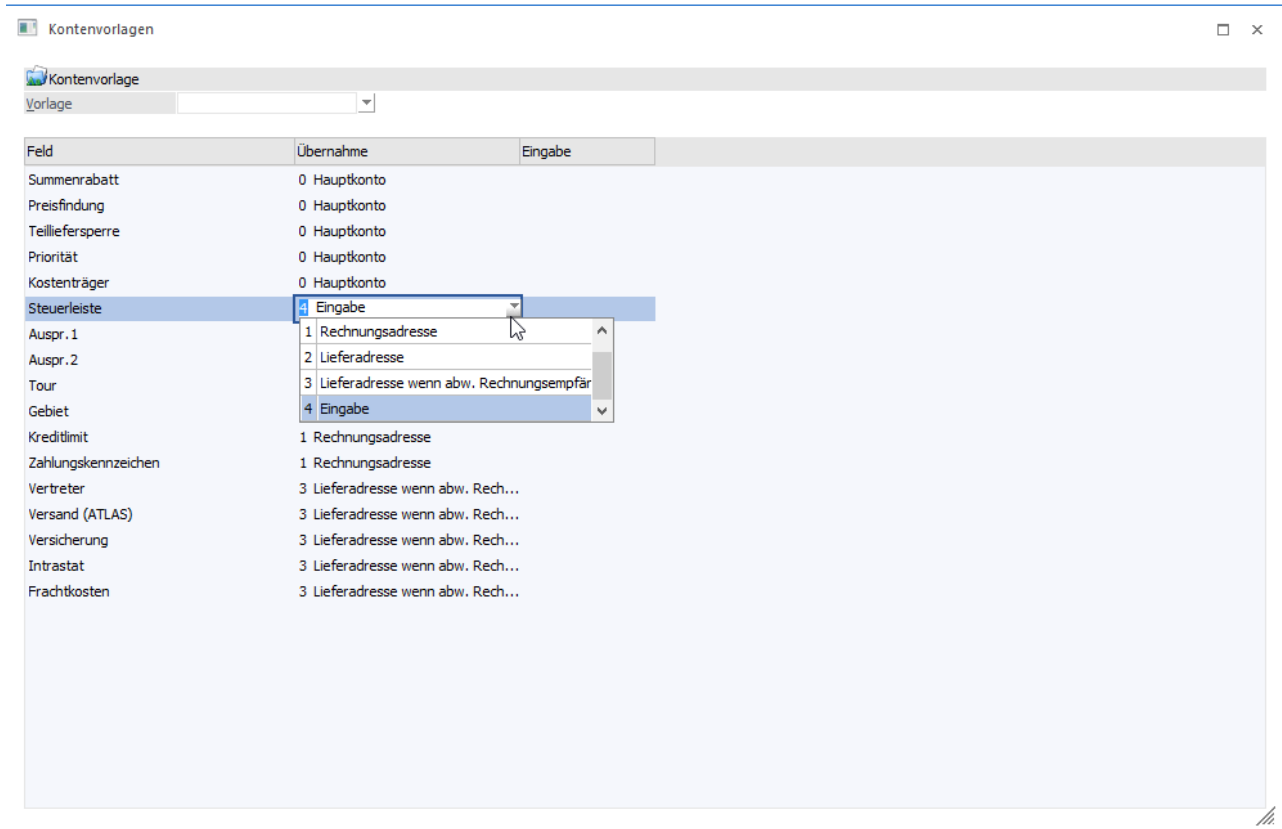 Kontenvorlagen
Kontenvorlage
Vorlage
Feld Übernahme Eingabe
Summenrabatt 0 Hauptkonto
Preisfindung 0 Hauptkonto
Teilliefersperre 0 Hauptkonto
Priorität 0 Hauptkonto
Kostenträger 0 Hauptkonto
Steuerleiste 4 Eingabe
Auspr.1 1 Rechnungsadresse
Auspr.2 2 Lieferadresse
Tour 3 Lieferadresse wenn abw. Rechnungsempfär
Gebiet 4 Eingabe
Kreditlimit 1 Rechnungsadresse
Zahlungskennzeichen 1 Rechnungsadresse
Vertreter 3 Lieferadresse wenn abw. Rech...
Versand (ATLAS) 3 Lieferadresse wenn abw. Rech...
Versicherung 3 Lieferadresse wenn abw. Rech...
Intrastat 3 Lieferadresse wenn abw. Rech...
Frachtkosten 3 Lieferadresse wenn abw. Rech...